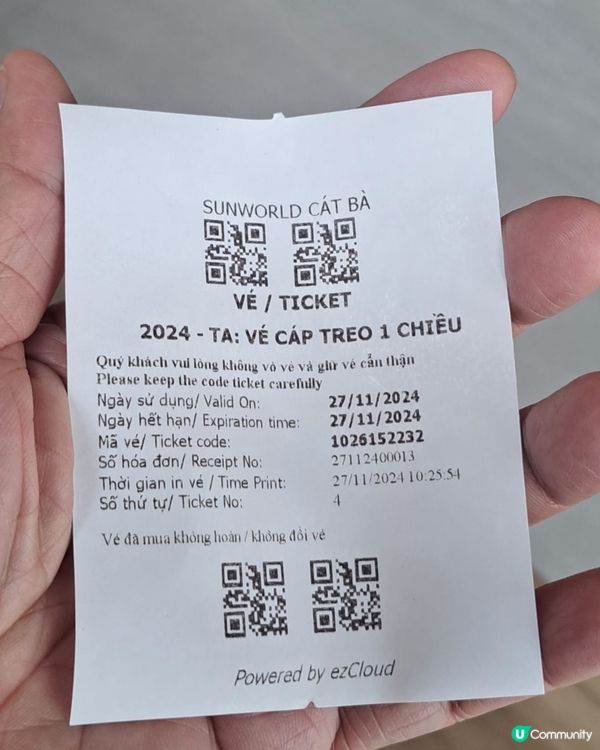 SUNWORLD CÁT BÀ
VÉ / TICKET
2024 - TA: VÉ CÁP TREO 1 CHIỀU
Quý khách vui lòng không vò vé và giữ vé cẩn thận
Please keep the code ticket carefully
Ngày sử dụng/ Valid On: 27/11/2024
Ngày hết hạn/ Expiration time: 27/11/2024
Mã vé/ Ticket code: 1026152232
Số hóa đơn/ Receipt No: 27112400013
Thời gian in vé / Time Print: 27/11/2024 10:25:54
Số thứ tự/ Ticket No: 4
Vé đã mua không hoàn / không đổi vé
Powered by ezCloud
U Community